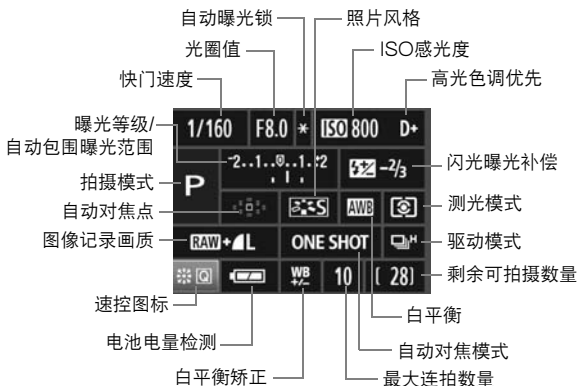 自动曝光锁
照片风格
光圈值
ISO感光度
快门速度
高光色调优先
曝光等级/
自动包围曝光范围
1/160 F8.0 * ISO 800 D+
-2..1..0..1..+2
-2/3
闪光曝光补偿
拍摄模式
P
自动对焦点
S AWB
测光模式
图像记录画质
RAW+L ONE SHOT H
驱动模式
Q WB +/- 10 [ 28]
剩余可拍摄数量
速控图标
白平衡
电池电量检测
自动对焦模式
白平衡矫正
最大连拍数量